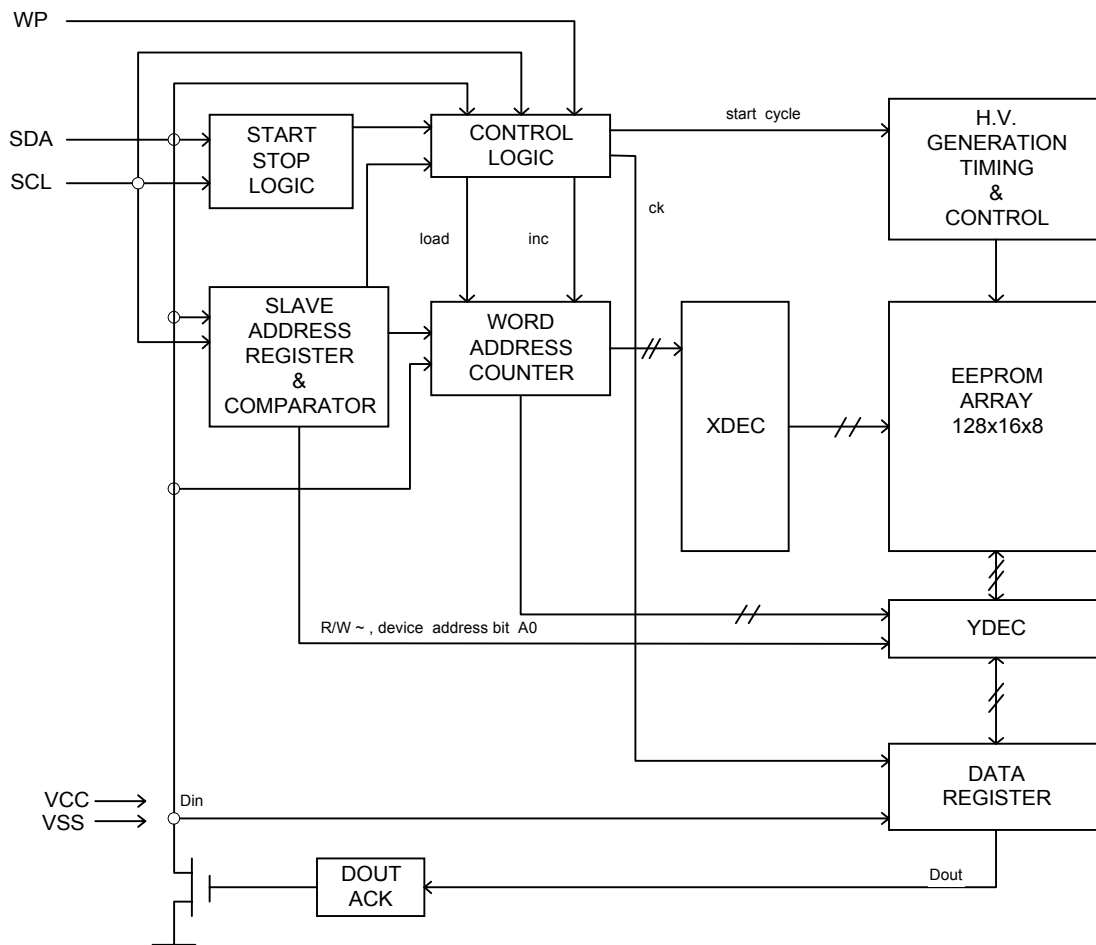 WP
SDA
SCL
START
STOP
LOGIC
CONTROL
LOGIC
start cycle
H.V.
GENERATION
TIMING
&
CONTROL
load
inc
ck
SLAVE
ADDRESS
REGISTER
&
COMPARATOR
WORD
ADDRESS
COUNTER
XDEC
EEPROM
ARRAY
128x16x8
R/W ~ , device address bit A0
YDEC
VCC
VSS
Din
DATA
REGISTER
DOUT
ACK
Dout